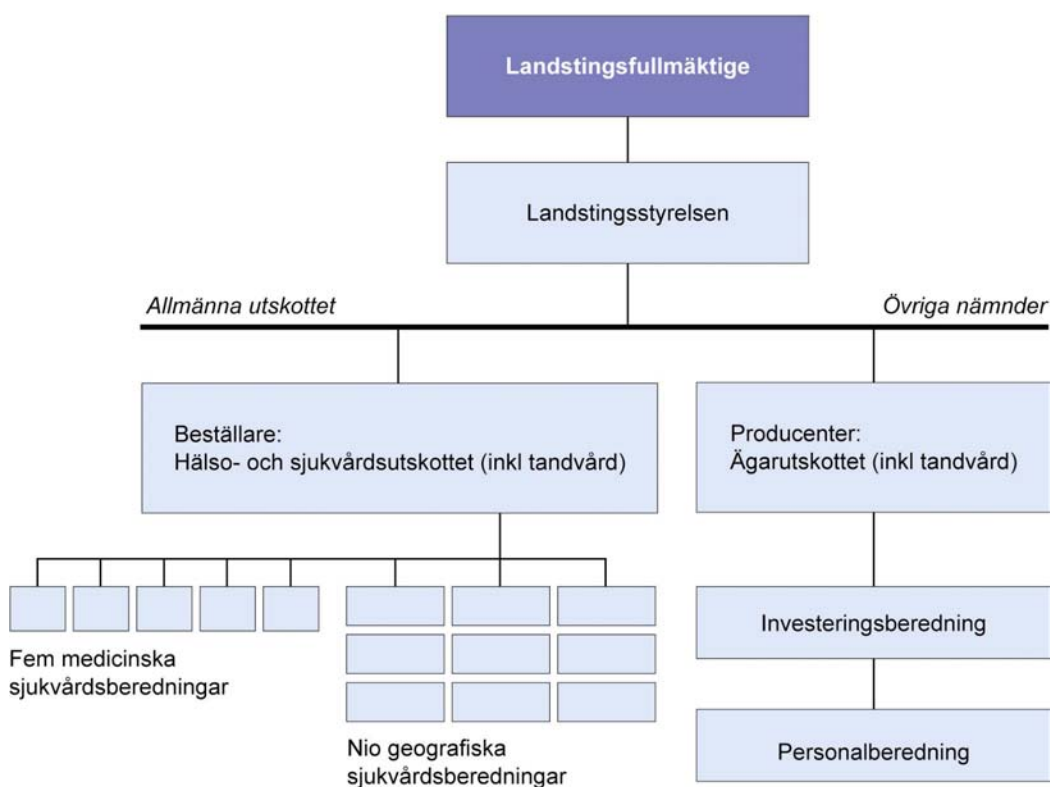 Landstingsfullmäktige
Landstingsstyrelsen
Allmänna utskottet
Övriga nämnder
Beställare:
Hälso- och sjukvårdsutskottet (inkl tandvård)
Producenter:
Ägarutskottet (inkl tandvård)
Fem medicinska
sjukvårdsberedningar
Nio geografiska
sjukvårdsberedningar
Investeringsberedning
Personalberedning